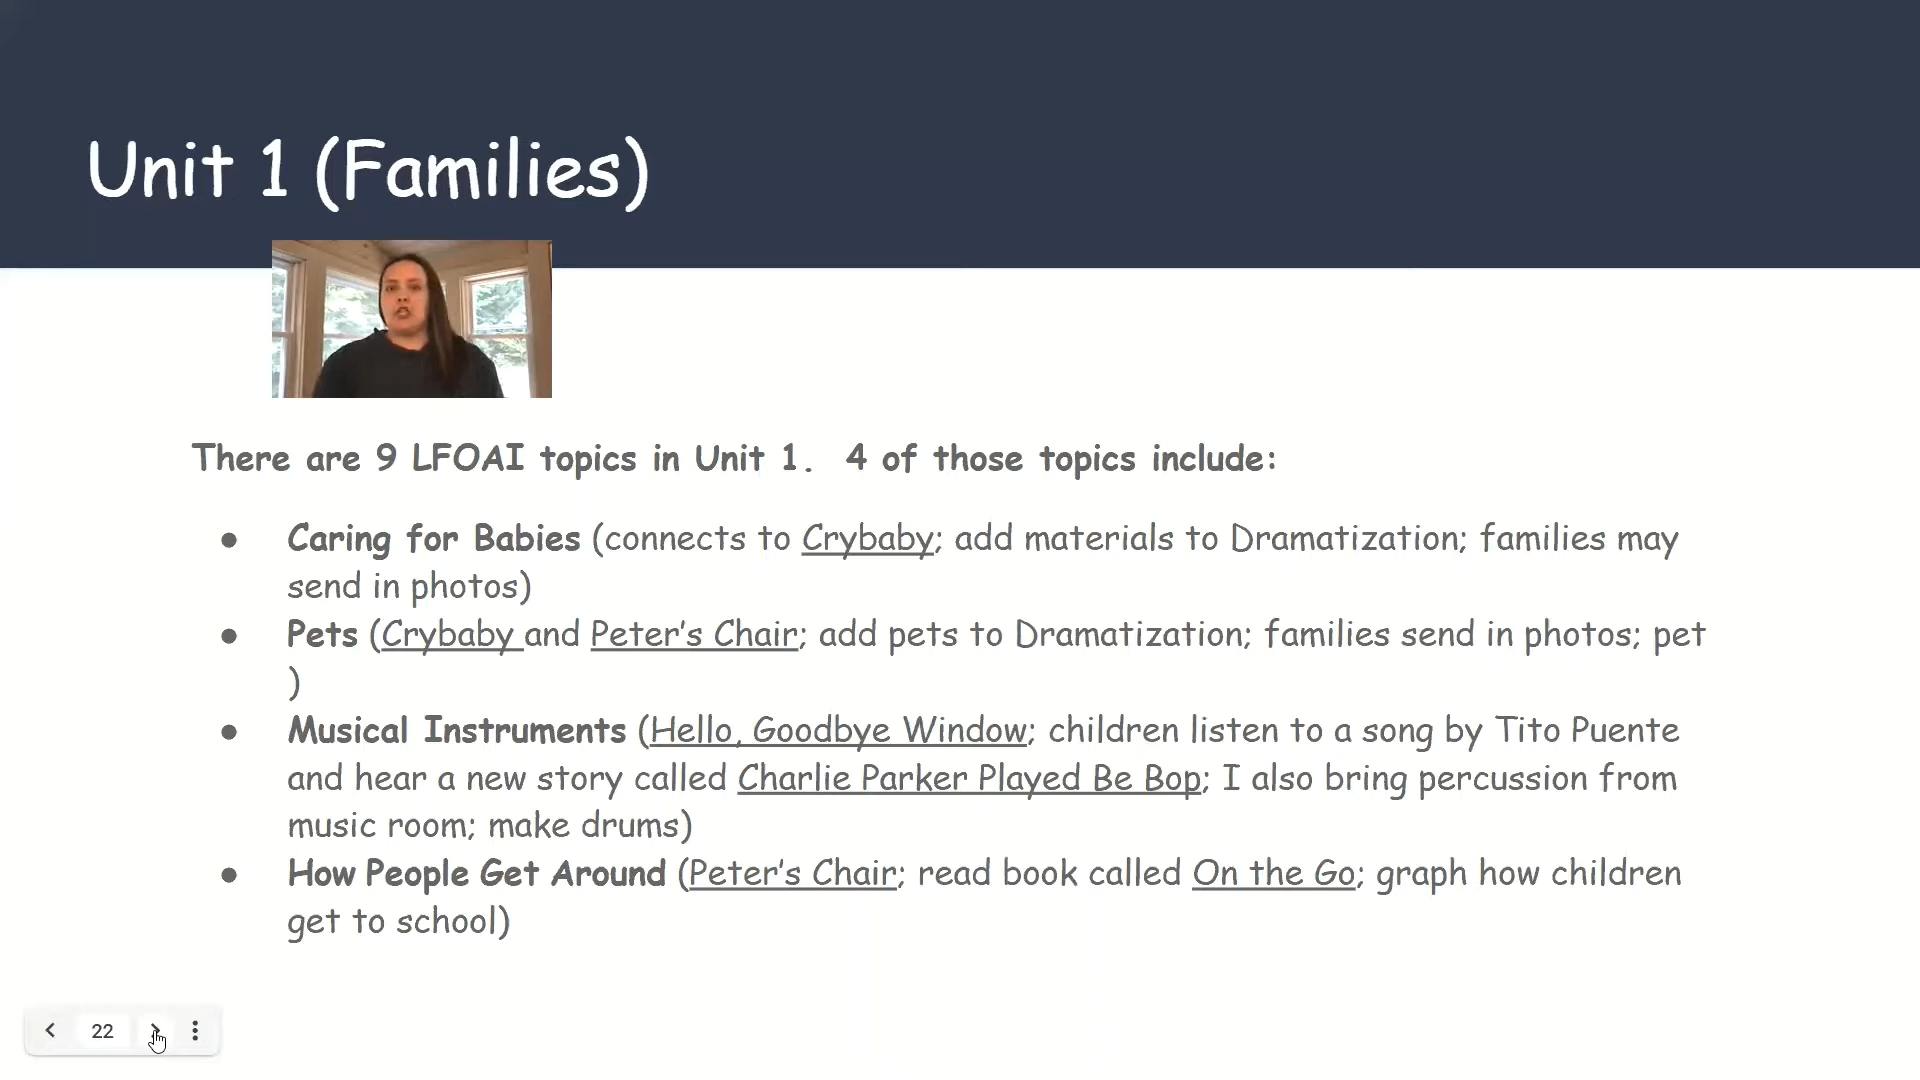 Unit 1 (Families)
There are 9 LFOAI topics in Unit 1.  4 of those topics include:
● Caring for Babies (connects to Crybaby; add materials to Dramatization; families may
send in photos)
● Pets (Crybaby and Peter's Chair; add pets to Dramatization; families send in photos; pet
)
● Musical Instruments (Hello, Goodbye Window; children listen to a song by Tito Puente
and hear a new story called Charlie Parker Played Be Bop; I also bring percussion from
music room; make drums)
● How People Get Around (Peter's Chair; read book called On the Go; graph how children
get to school)
22